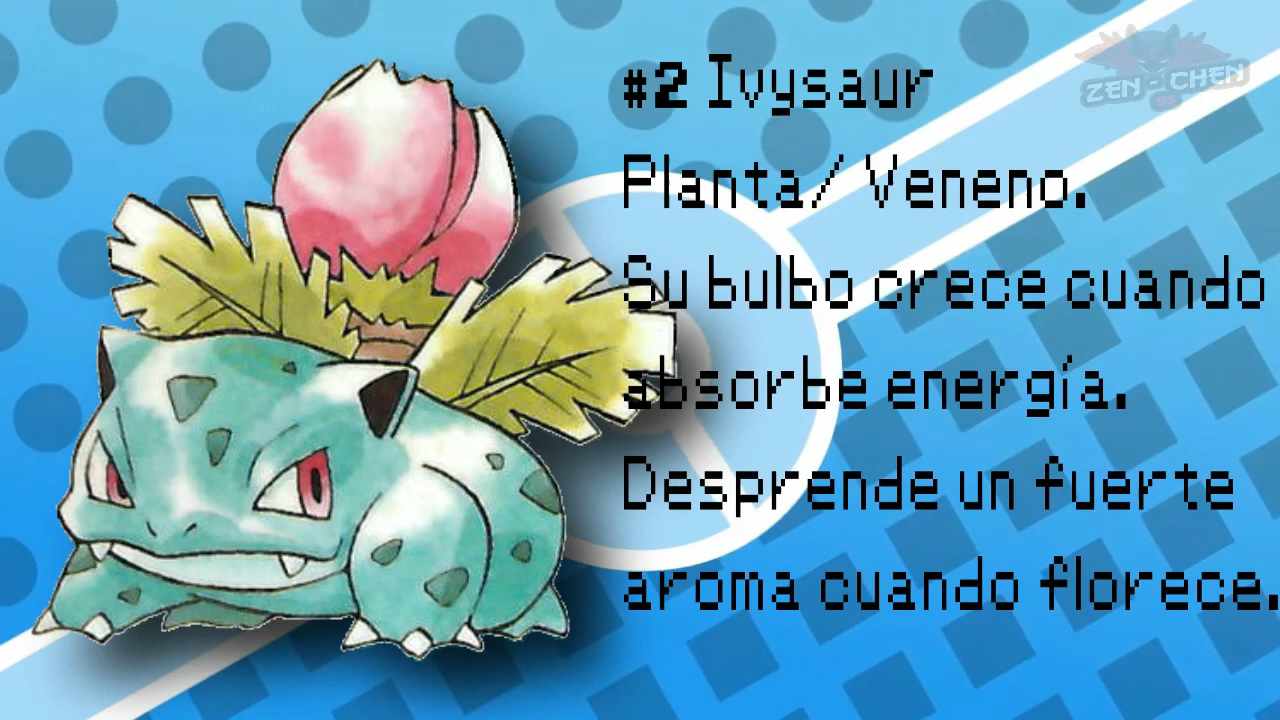 #2 Ivysaur
Planta/ Veneno.
Su bulbo crece cuando
absorbe energía.
Desprende un fuerte
aroma cuando florece.
ZEN-CHEN